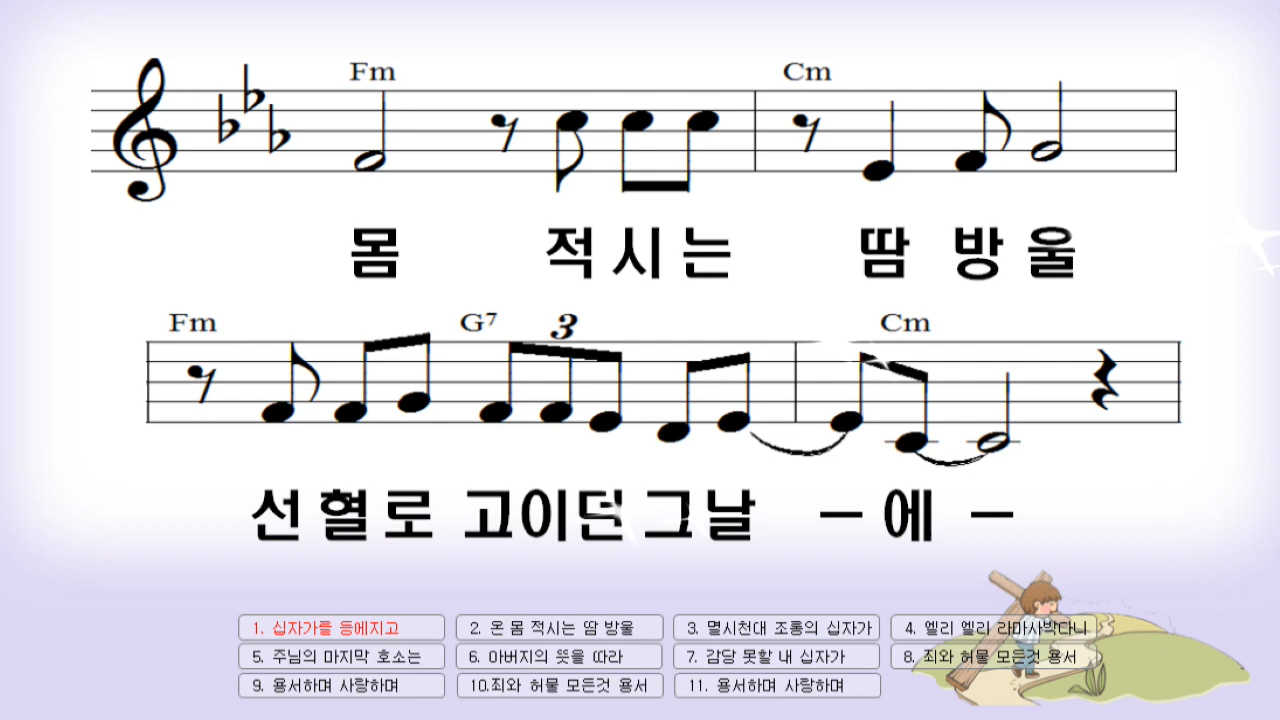 Fm Cm
몸 적시는 땀 방울
Fm G7 3 Cm
선혈로 고이던 그날 – 에 –
1. 십자가를 등에지고 2. 온 몸 적시는 땀 방울 3. 멸시천대 조롱의 십자가 4. 엘리 엘리 라마사박다니
5. 주님의 마지막 호소는 6. 아버지의 뜻을 따라 7. 감당 못할 내 십자가 8. 죄와 허물 모든것 용서
9. 용서하며 사랑하며 10.죄와 허물 모든것 용서 11. 용서하며 사랑하며